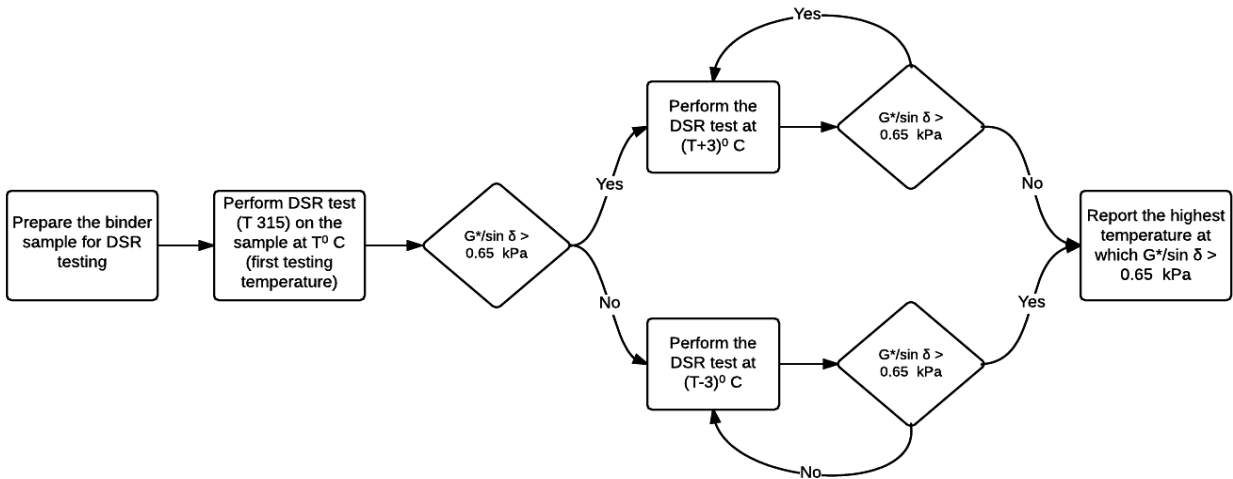 Prepare the binder
sample for DSR
testing
Perform DSR test
(T 315) on the
sample at T⁰ C
(first testing
temperature)
G*/sin δ >
0.65 kPa
Yes
No
Perform the
DSR test at
(T+3)⁰ C
G*/sin δ >
0.65 kPa
Yes
No
Perform the
DSR test at
(T-3)⁰ C
G*/sin δ >
0.65 kPa
No
Yes
Report the highest
temperature at
which G*/sin δ >
0.65 kPa